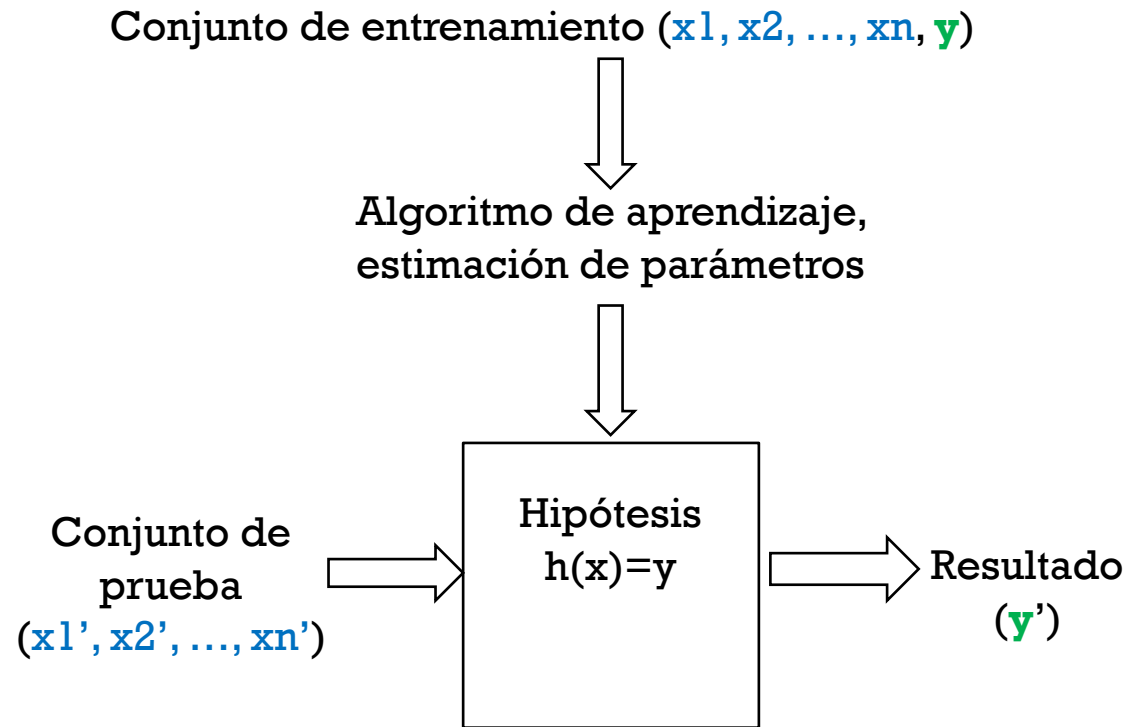 Conjunto de entrenamiento (x1, x2, …, xn, y)
Algoritmo de aprendizaje,
estimación de parámetros
Hipótesis
h(x)=y
Conjunto de
prueba
(x1’, x2’, …, xn’)
Resultado
(y’)